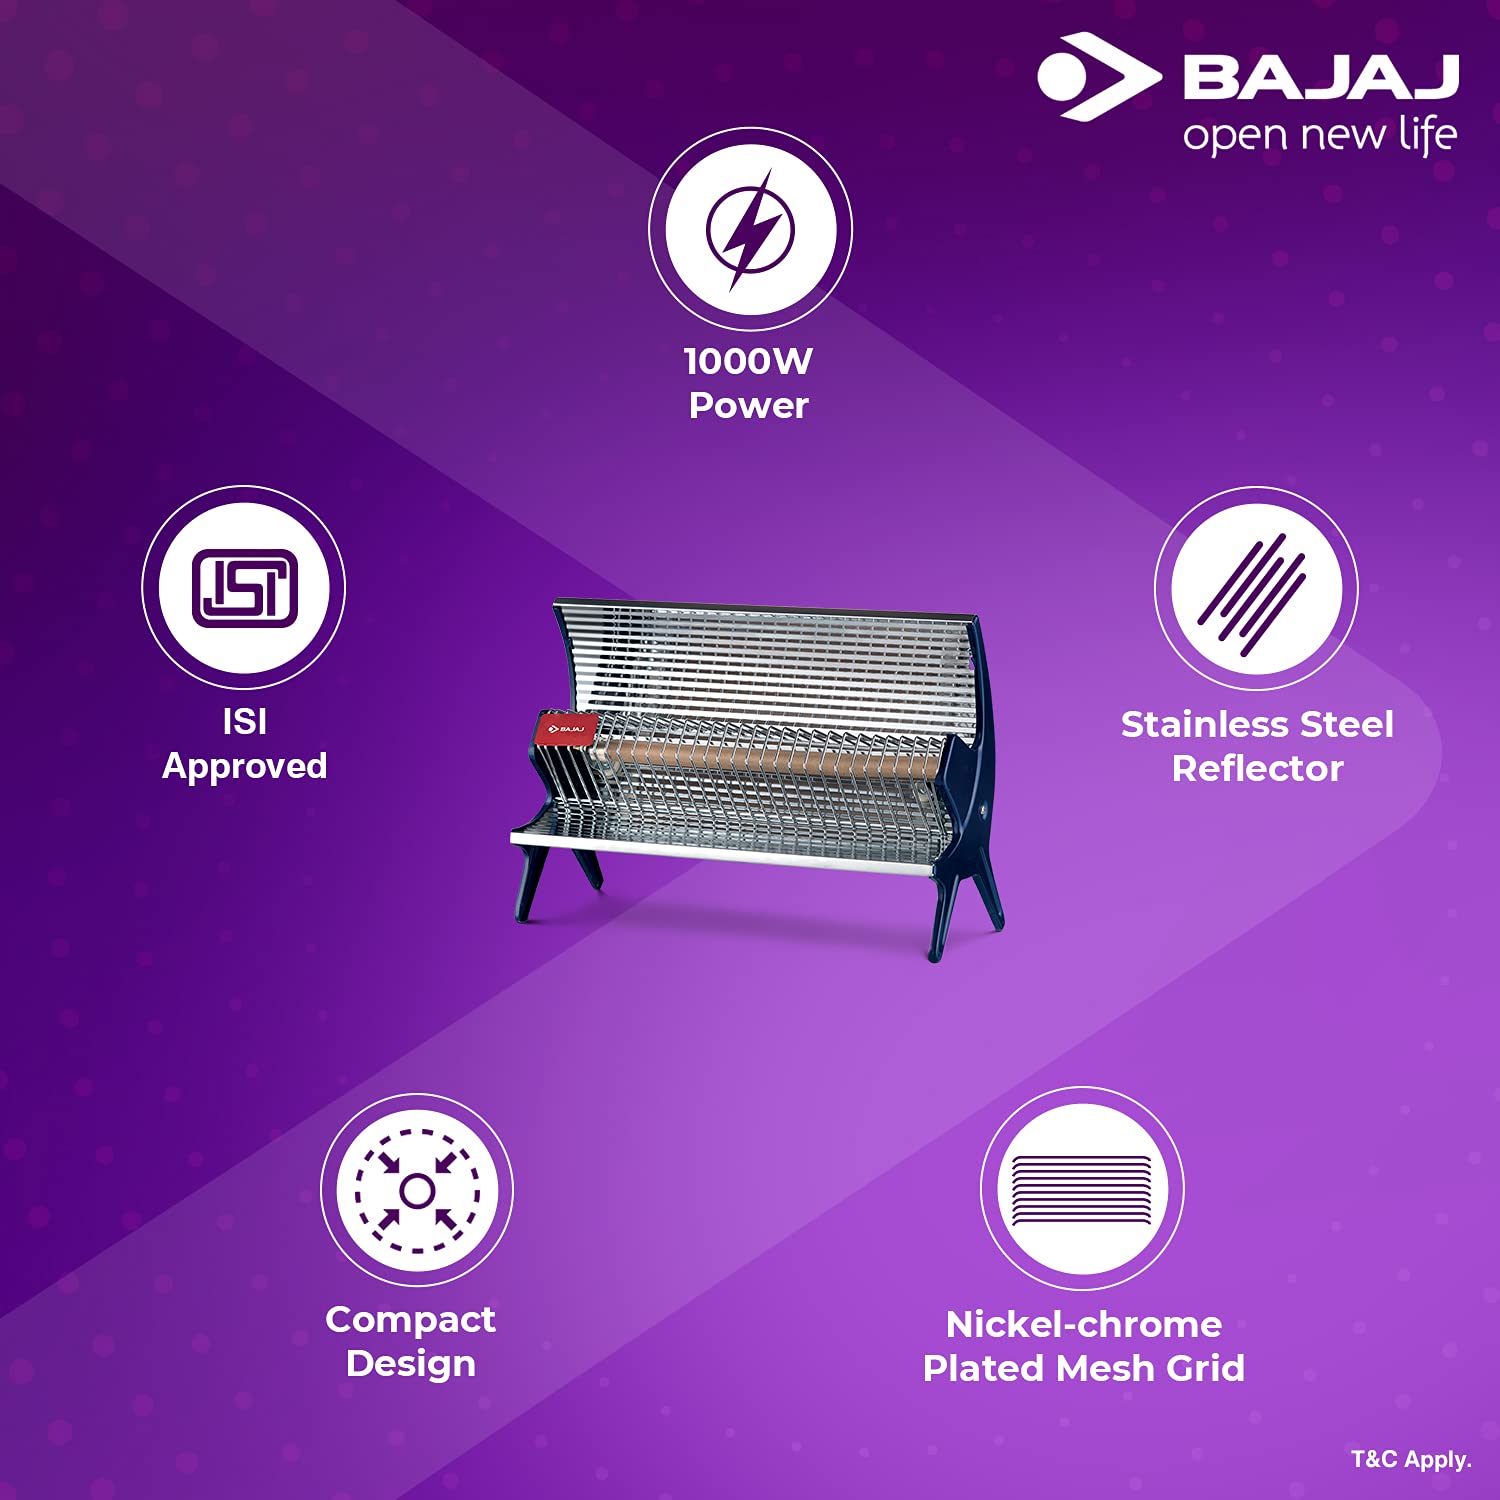 BAJAJ
open new life
1000W
Power
ISI
ISI
Approved
Stainless Steel
Reflector
BAJAJ
Compact
Design
Nickel-chrome
Plated Mesh Grid
T&C Apply.